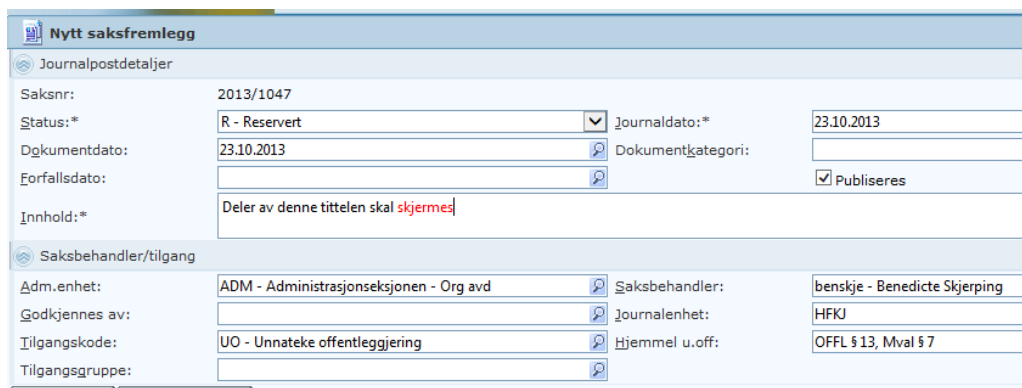 Nytt saksfremlegg
Journalpostdetaljer
Saksnr: 2013/1047
Status:* R - Reservert Journaldato:* 23.10.2013
Dokumentdato: 23.10.2013 Dokumentkategori:
Forfallsdato: Publiseres
Innhold:* Deler av denne tittelen skal skjermes
Saksbehandler/tilgang
Adm.enhet: ADM - Administrasjonseksjonen - Org avd Saksbehandler: benskje - Benedicte Skjerping
Godkjennes av: Journalenhet: HFKJ
Tilgangskode: UO - Unnateke offentleggjering Hjemmel u.off: OFFL § 13, Mval § 7
Tilgangsgruppe: